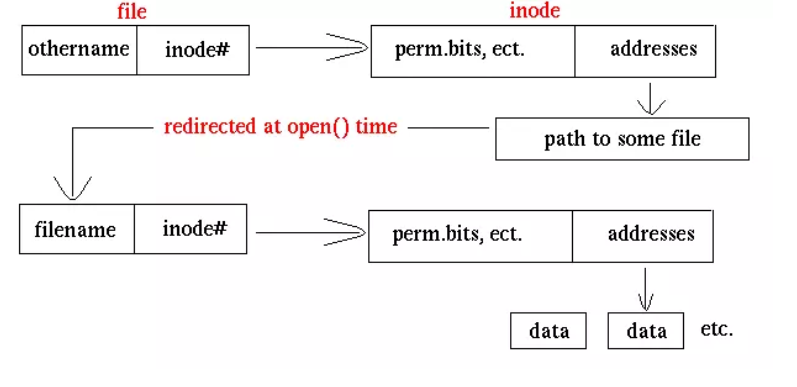 file
inode
othername inode#
perm.bits, ect. addresses
redirected at open() time
path to some file
filename inode#
perm.bits, ect. addresses
data data etc.